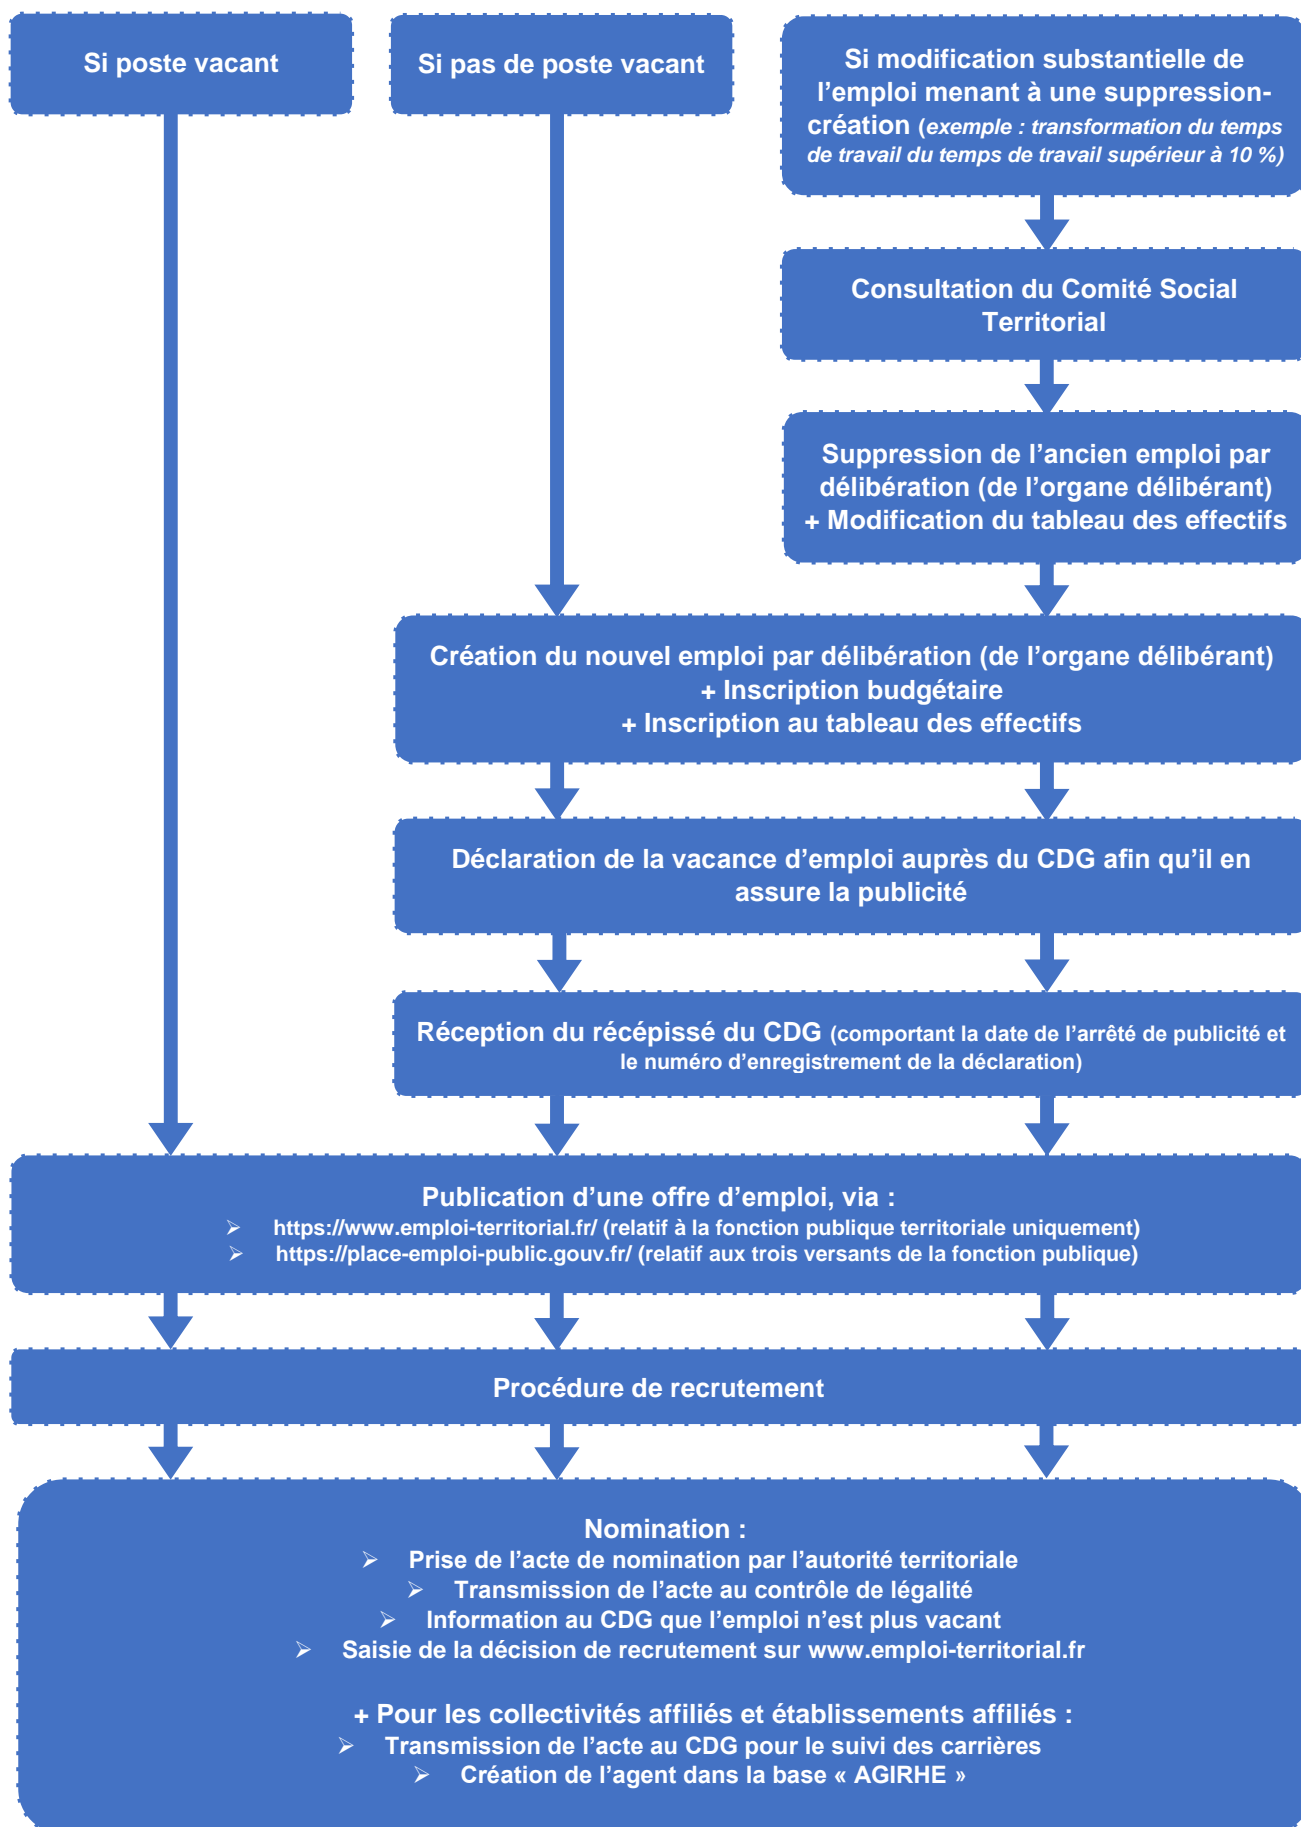 Si poste vacant
Si pas de poste vacant
Si modification substantielle de
l’emploi menant à une suppression-
création (exemple : transformation du temps
de travail du temps de travail supérieur à 10 %)
Consultation du Comité Social
Territorial
Suppression de l’ancien emploi par
délibération (de l’organe délibérant)
+ Modification du tableau des effectifs
Création du nouvel emploi par délibération (de l’organe délibérant)
+ Inscription budgétaire
+ Inscription au tableau des effectifs
Déclaration de la vacance d’emploi auprès du CDG afin qu’il en
assure la publicité
Réception du récépissé du CDG (comportant la date de l’arrêté de publicité et
le numéro d’enregistrement de la déclaration)
Publication d’une offre d’emploi, via :
➢ https://www.emploi-territorial.fr/ (relatif à la fonction publique territoriale uniquement)
➢ https://place-emploi-public.gouv.fr/ (relatif aux trois versants de la fonction publique)
Procédure de recrutement
Nomination :
➢ Prise de l’acte de nomination par l’autorité territoriale
➢ Transmission de l’acte au contrôle de légalité
➢ Information au CDG que l’emploi n’est plus vacant
➢ Saisie de la décision de recrutement sur www.emploi-territorial.fr
+ Pour les collectivités affiliés et établissements affiliés :
➢ Transmission de l’acte au CDG pour le suivi des carrières
➢ Création de l’agent dans la base « AGIRHE »